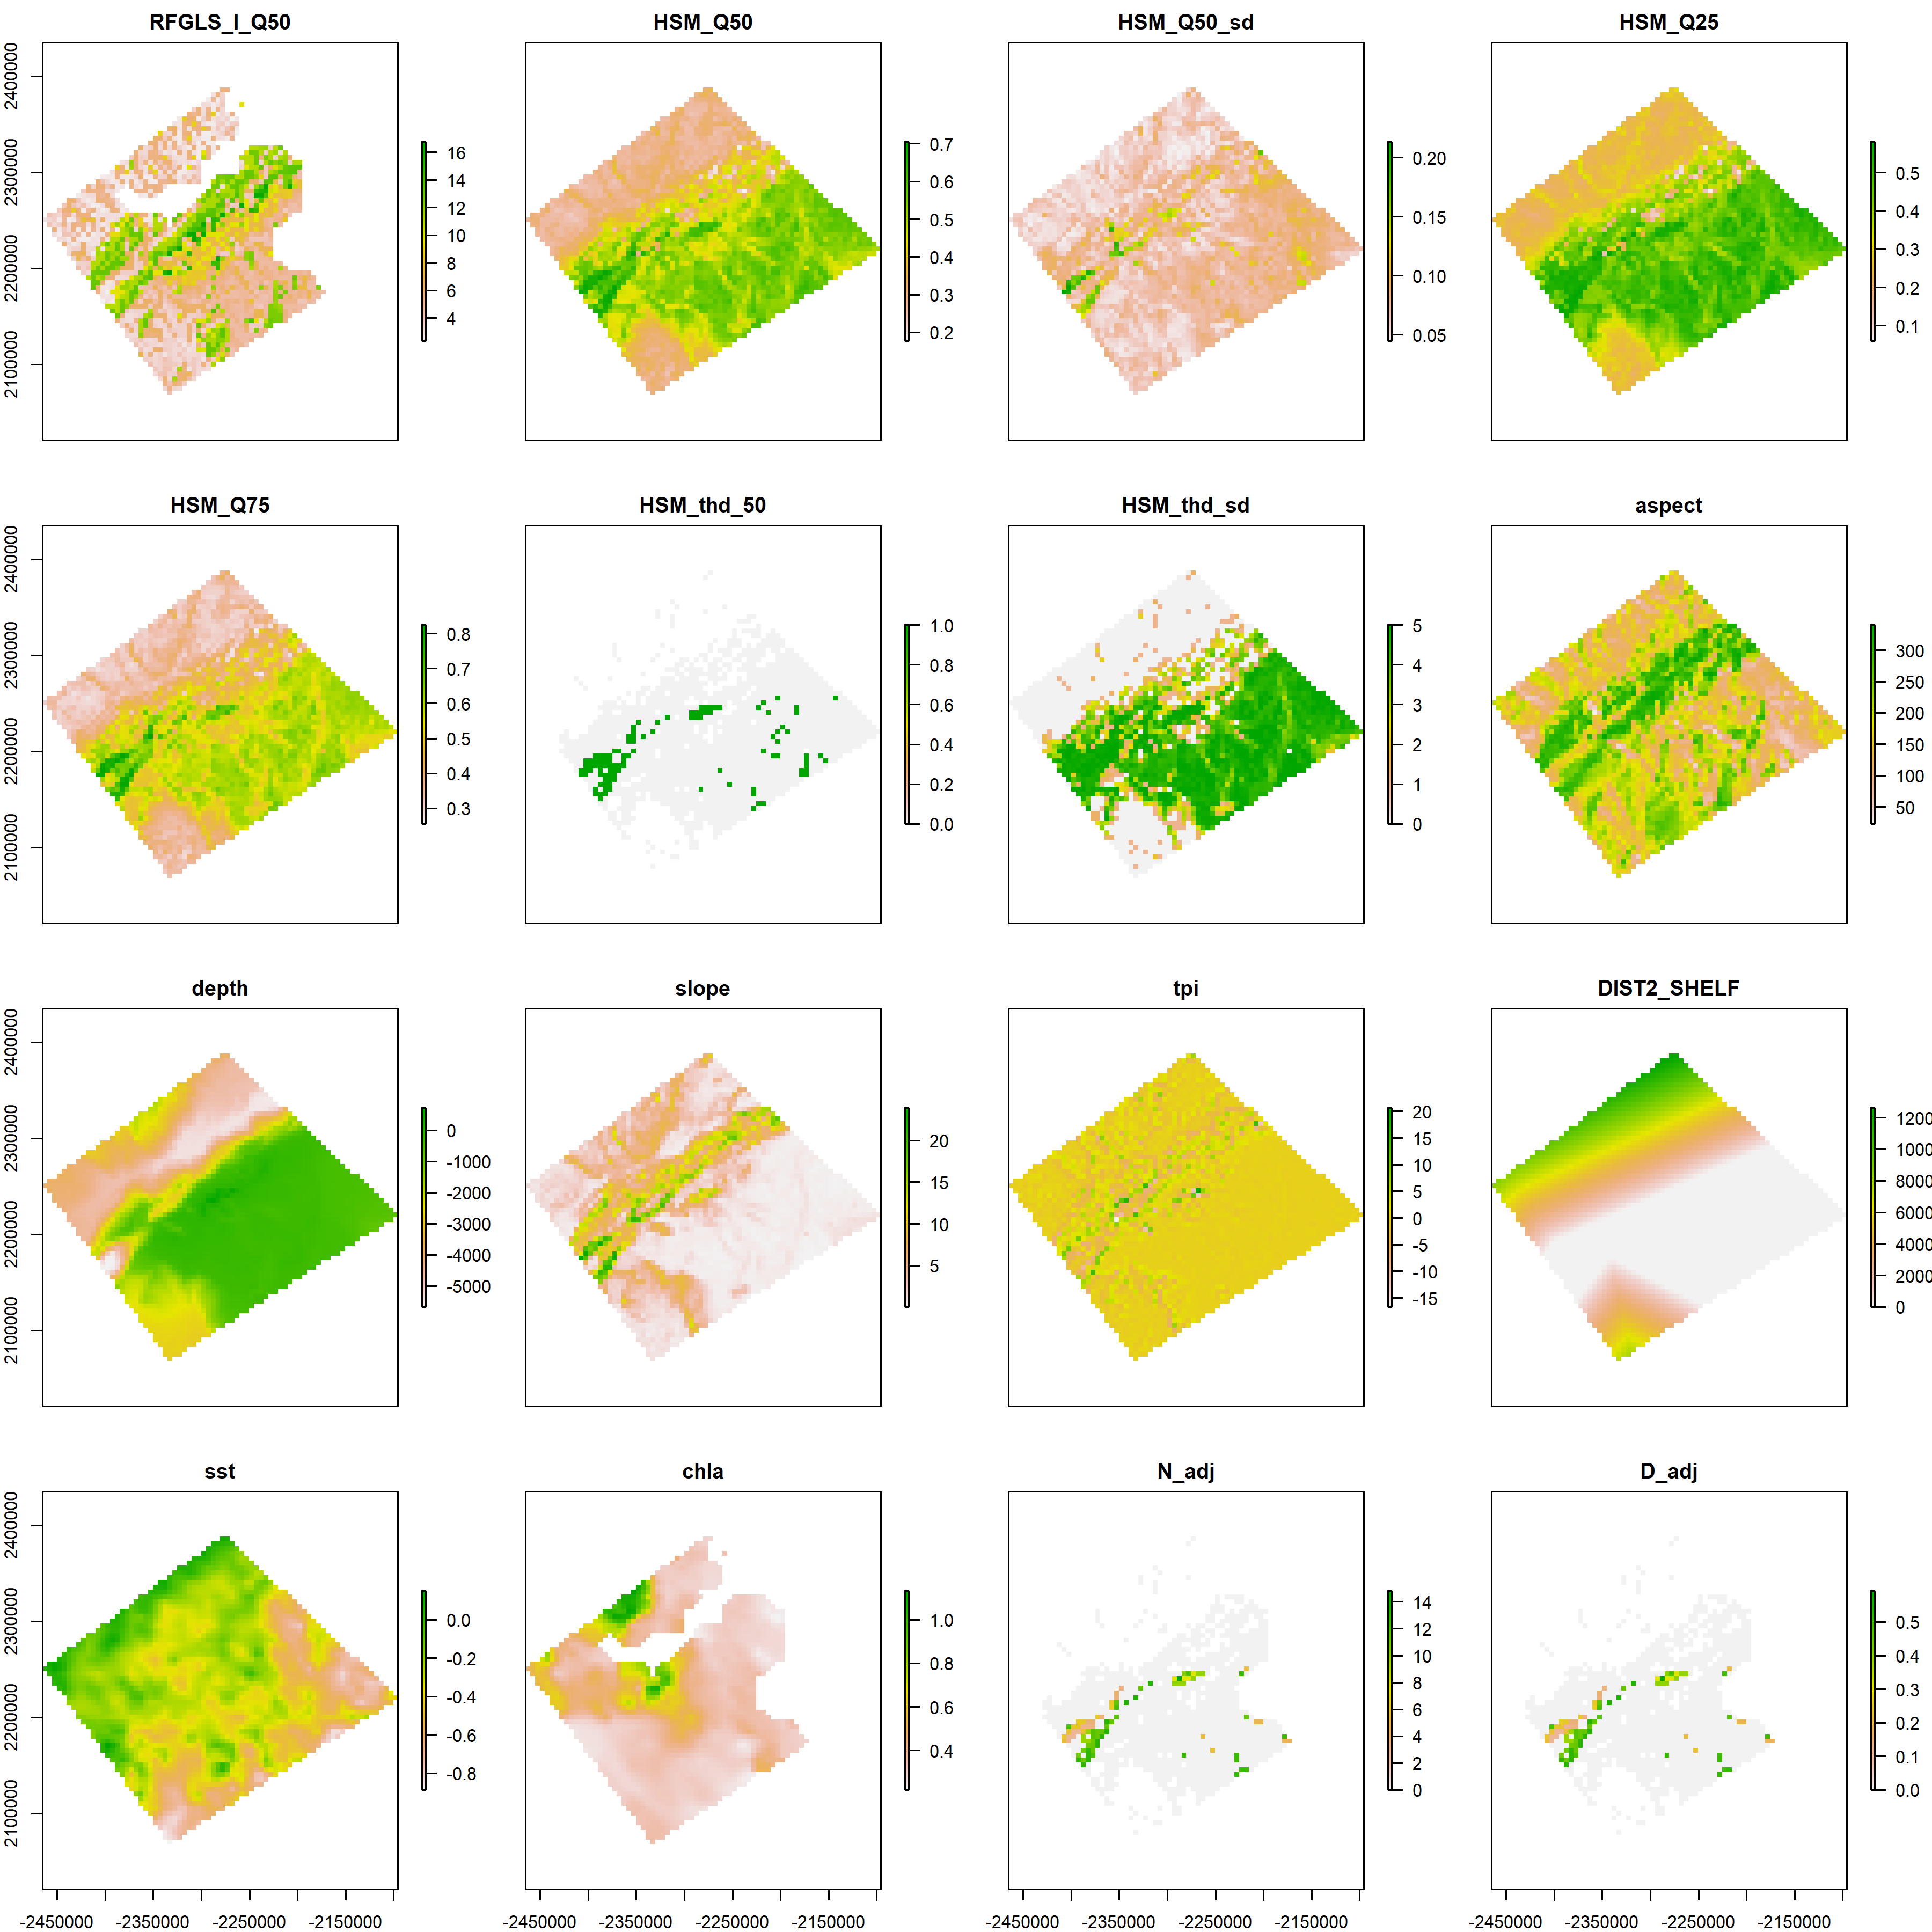 RFGLS_I_Q50 HSM_Q50 HSM_Q50_sd HSM_Q25
2400000 2300000 2200000 2100000
16 14 12 10 8 6 4
0.7 0.6 0.5 0.4 0.3 0.2
0.20 0.15 0.10 0.05
0.5 0.4 0.3 0.2 0.1
HSM_Q75 HSM_thd_50 HSM_thd_sd aspect
2400000 2300000 2200000 2100000
0.8 0.7 0.6 0.5 0.4 0.3
1.0 0.8 0.6 0.4 0.2 0.0
5 4 3 2 1 0
300 250 200 150 100 50
depth slope tpi DIST2_SHELF
2400000 2300000 2200000 2100000
0 -1000 -2000 -3000 -4000 -5000
20 15 10 5
20 15 10 5 0 -5 -10 -15
1200 1000 8000 6000 4000 2000 0
sst chla N_adj D_adj
2400000 2300000 2200000 2100000
0.0 -0.2 -0.4 -0.6 -0.8
1.0 0.8 0.6 0.4
14 12 10 8 6 4 2 0
0.5 0.4 0.3 0.2 0.1 0.0
-2450000 -2350000 -2250000 -2150000
-2450000 -2350000 -2250000 -2150000
-2450000 -2350000 -2250000 -2150000
-2450000 -2350000 -2250000 -2150000